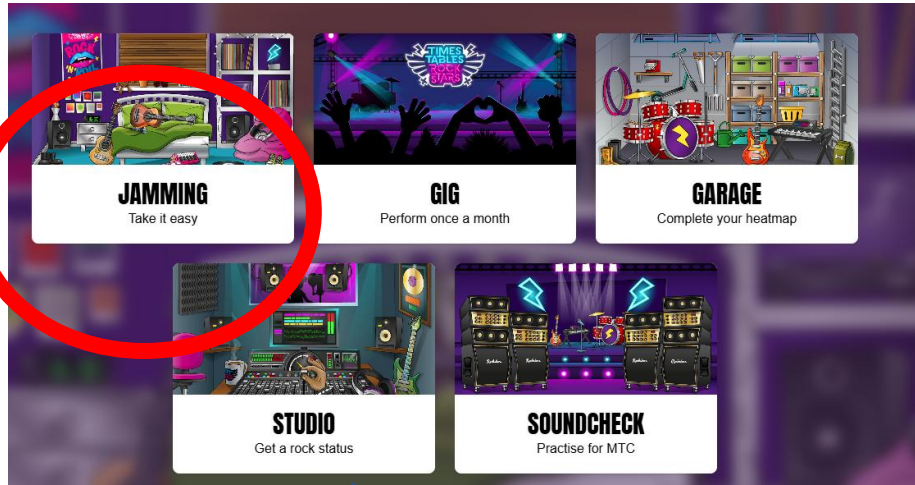 ROCK
TIMES
TABLES
ROCK
STARS
JAMMING
Take it easy
GIG
Perform once a month
GARAGE
Complete your heatmap
STUDIO
Get a rock status
SOUNDCHECK
Practise for MTC